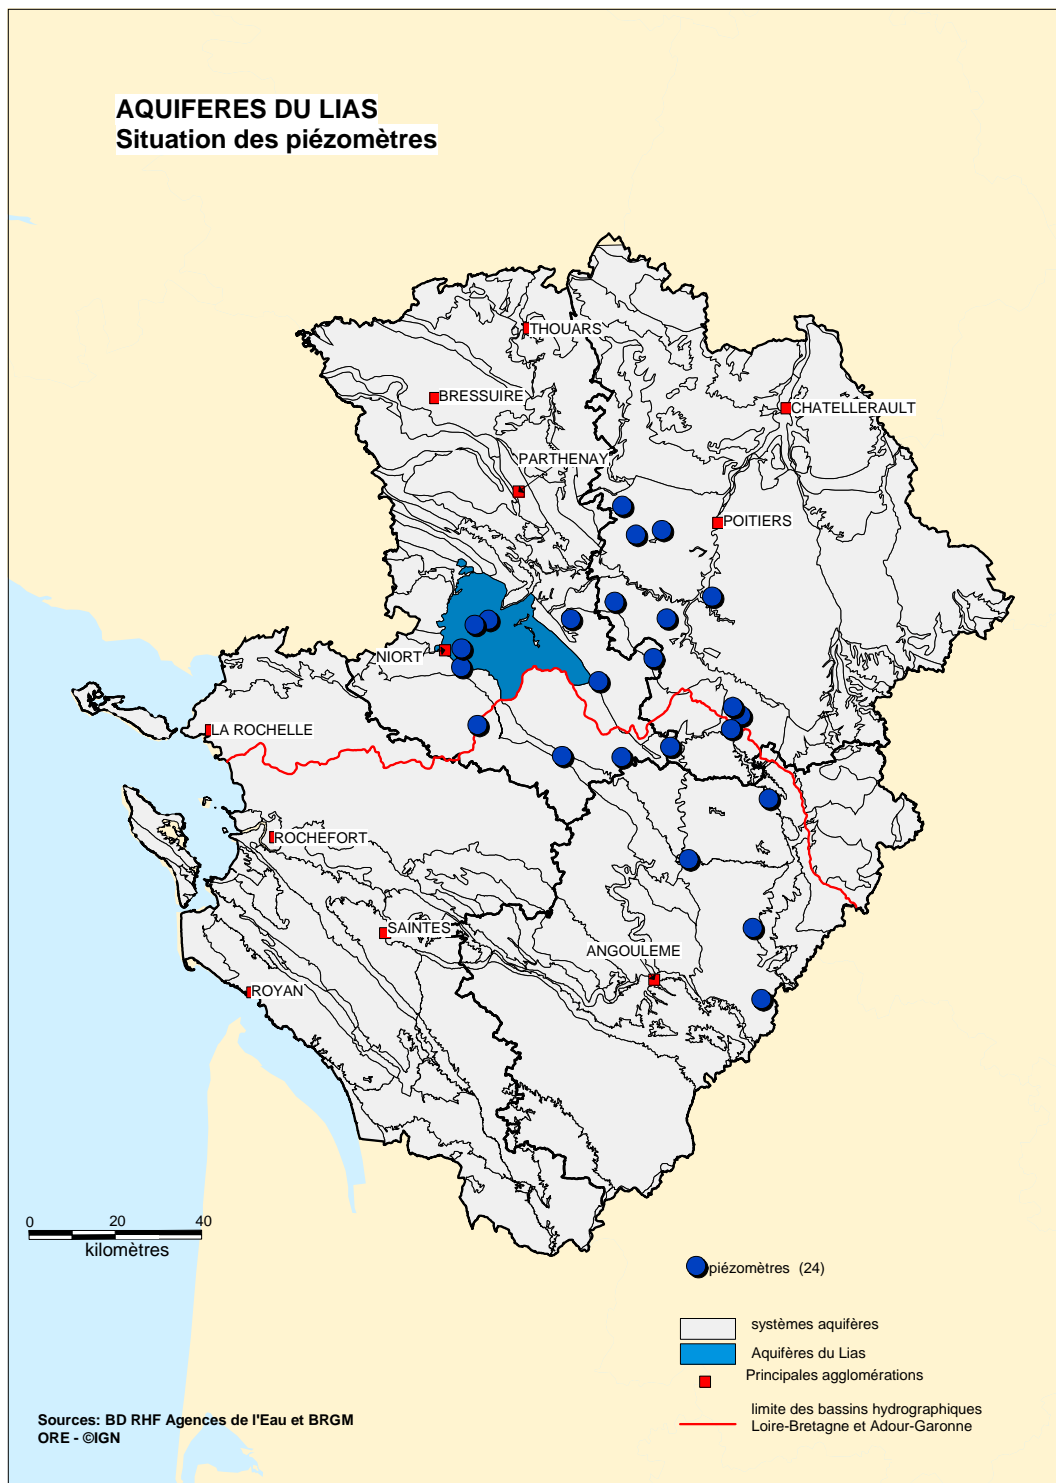 AQUIFERES DU LIAS
Situation des piézomètres
THOUARS
BRESSUIRE
CHATELLERAULT
PARTHENAY
POITIERS
NIORT
LA ROCHELLE
ROCHEFORT
SAINTES
ANGOULEME
ROYAN
0 20 40
kilomètres
piézomètres (24)
systèmes aquifères
Aquifères du Lias
Principales agglomérations
limite des bassins hydrographiques
Loire-Bretagne et Adour-Garonne
Sources: BD RHF Agences de l'Eau et BRGM
ORE - ©IGN